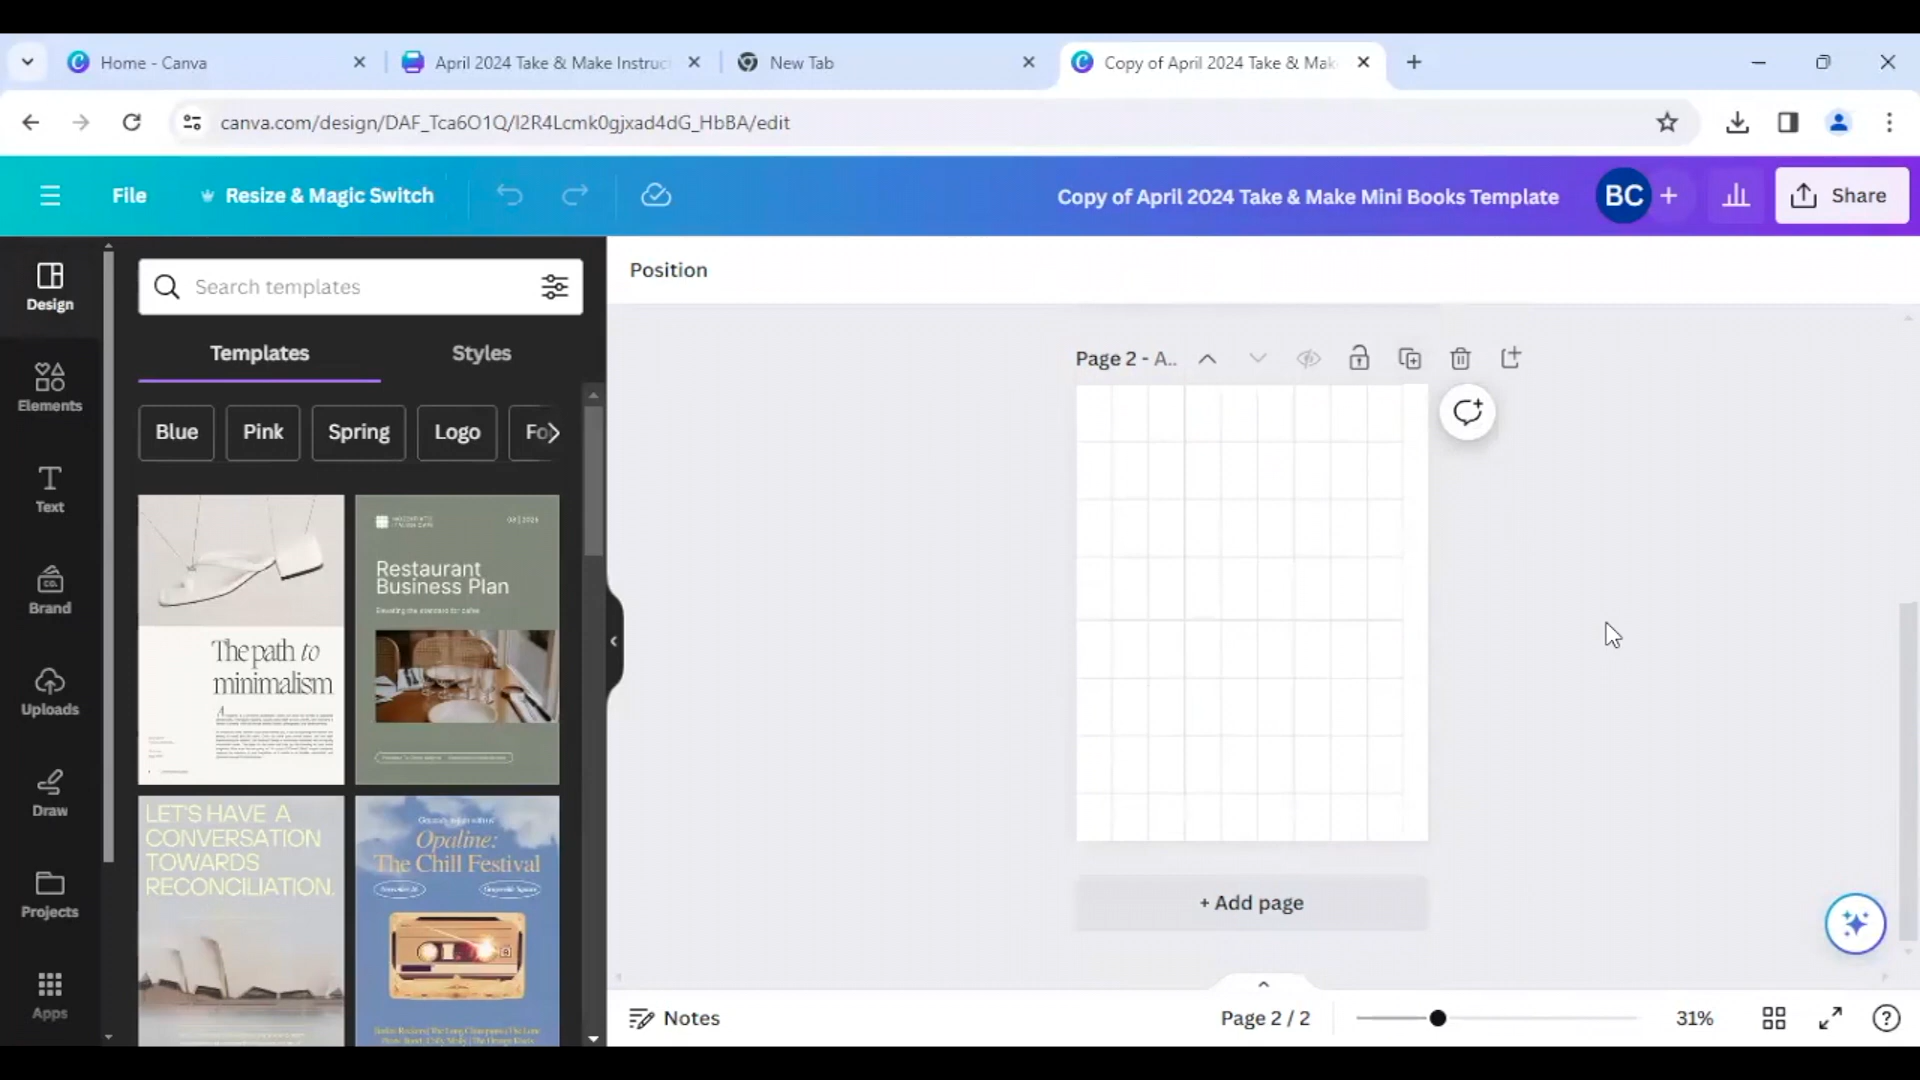 Home - Canva
April 2024 Take & Make Instruc
New Tab
Copy of April 2024 Take & Mak
canva.com/design/DAF_Tca6O1Q/I2R4Lcmk0gjxad4dG_HbBA/edit
File
Resize & Magic Switch
Copy of April 2024 Take & Make Mini Books Template
BC
Share
Design
Elements
Text
CO.
Brand
Uploads
Draw
Projects
Apps
Search templates
Templates
Styles
Blue
Pink
Spring
Logo
Fo
The path to
minimalism
Restaurant
Business Plan
LET'S HAVE A
CONVERSATION
TOWARDS
RECONCILIATION.
Opaline:
The Chill Festival
Position
Page 2 - A..
+ Add page
Notes
Page 2 / 2
31%